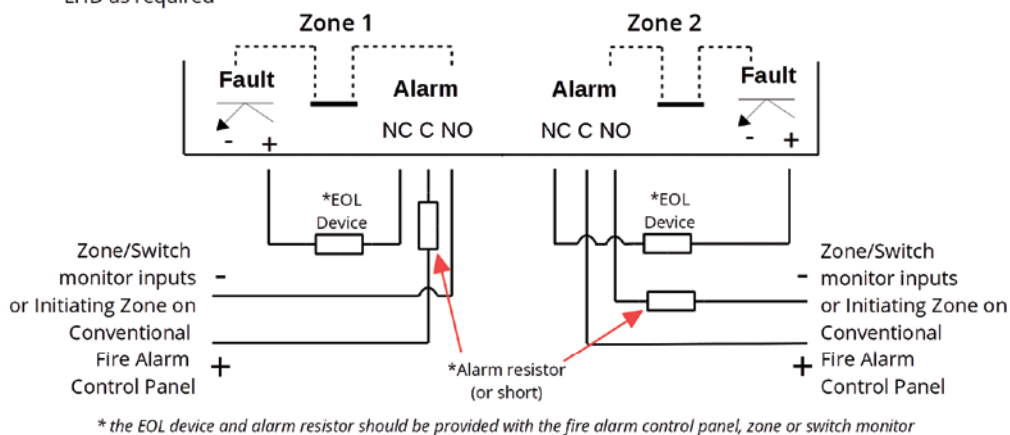 EHD as required
Zone 1
Zone 2
Fault
Alarm
Alarm
Fault
- +
NC C NO
NC C NO
- +
*EOL
Device
*EOL
Device
Zone/Switch
monitor inputs
or Initiating Zone on
Conventional
Fire Alarm
Control Panel
-
+
*Alarm resistor
(or short)
-
+
Zone/Switch
monitor inputs
or Initiating Zone on
Conventional
Fire Alarm
Control Panel
* the EOL device and alarm resistor should be provided with the fire alarm control panel, zone or switch monitor